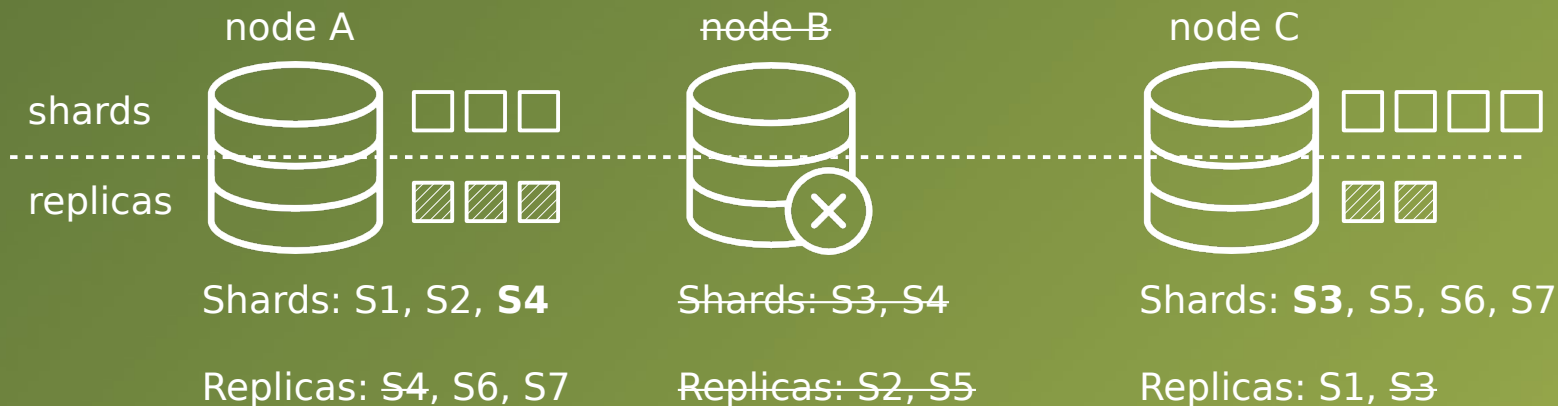 node A node B node C
shards
replicas
Shards: S1, S2, S4 Shards: S3, S4 Shards: S3, S5, S6, S7
Replicas: S4, S6, S7 Replicas: S2, S5 Replicas: S1, S3